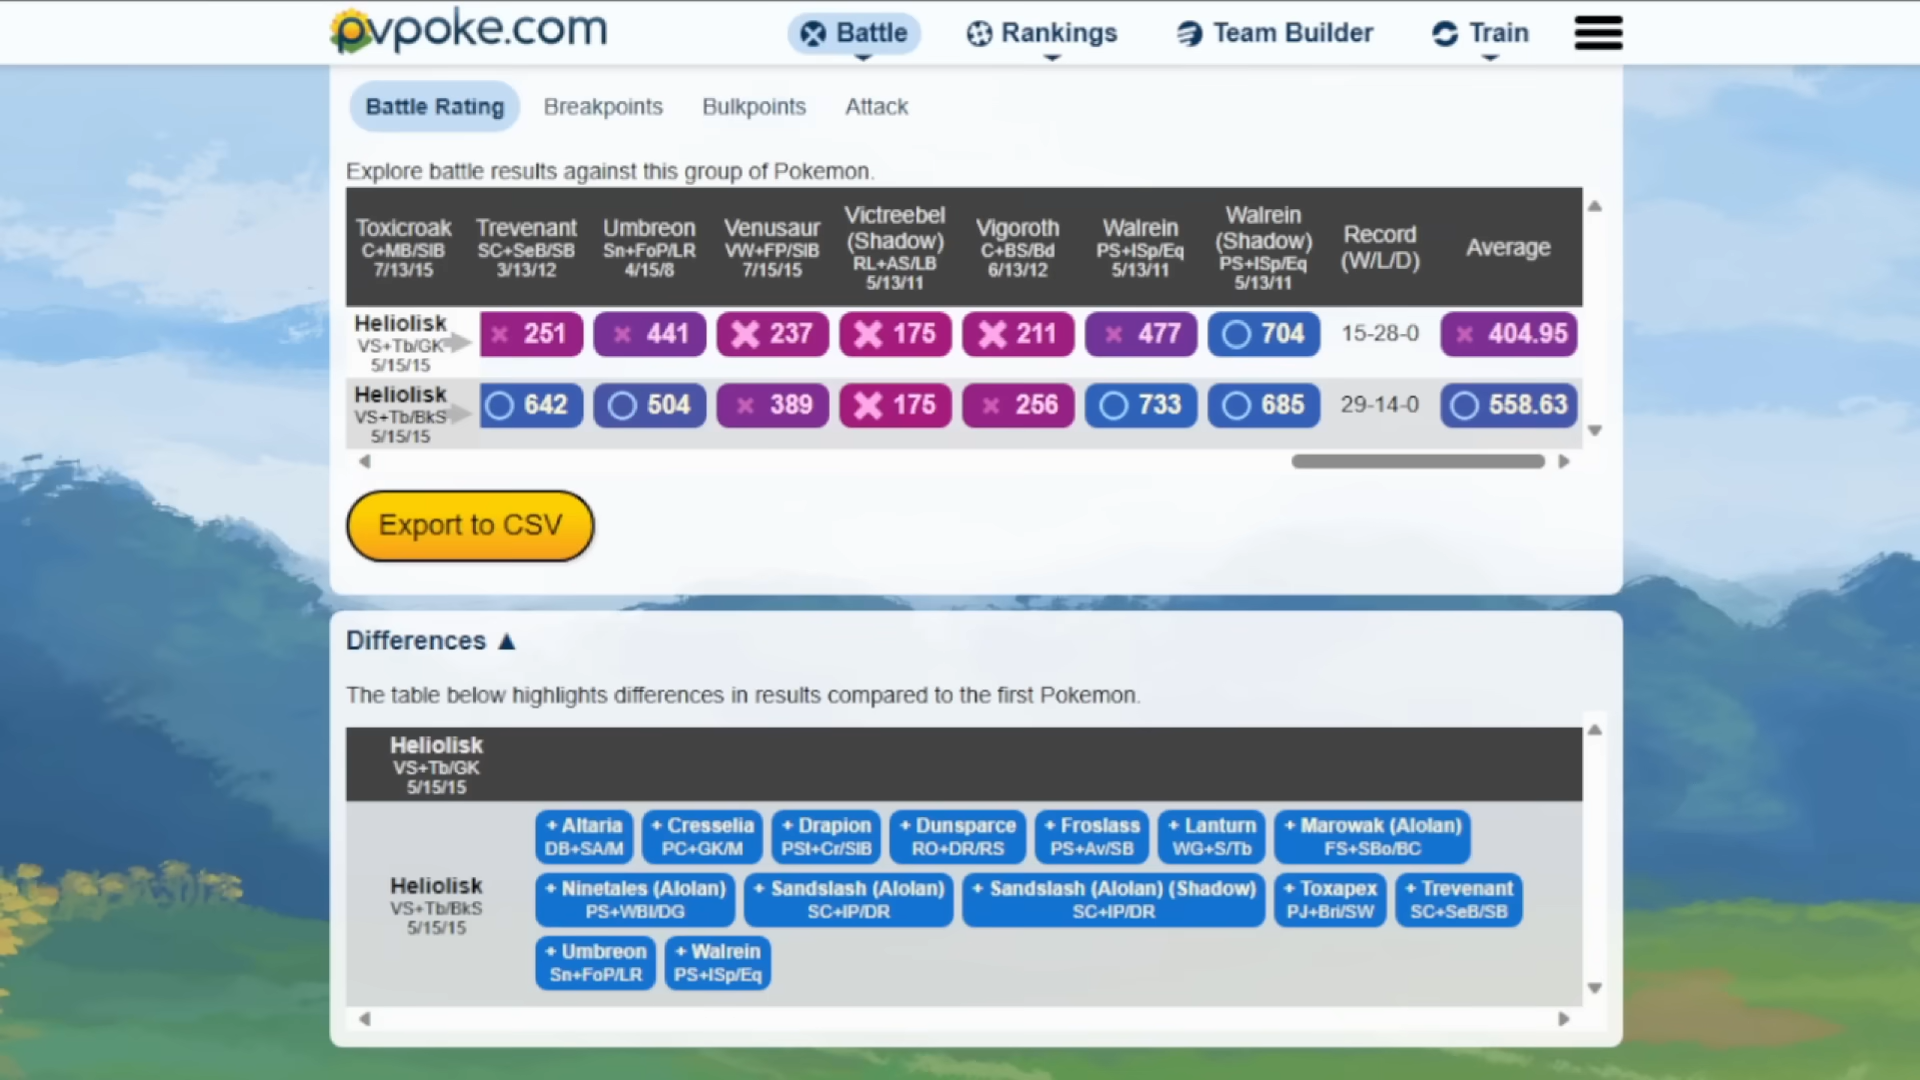 pvpoke.com
Battle
Rankings
Team Builder
Train
Battle Rating
Breakpoints
Bulkpoints
Attack
Explore battle results against this group of Pokemon.
Toxicroak
C+MB/SlB
7/13/15
Trevenant
SC+SeB/SB
3/13/12
Umbreon
Sn+FoP/LR
4/15/8
Venusaur
VW+FP/SlB
7/15/15
Victreebel
(Shadow)
RL+AS/LB
5/13/11
Vigoroth
C+BS/Bd
6/13/12
Walrein
PS+ISp/Eq
5/13/11
Walrein
(Shadow)
PS+ISp/Eq
5/13/11
Record
(W/L/D)
Average
Heliolisk
VS+Tb/GK
5/15/15
251
441
237
175
211
477
704
15-28-0
404.95
Heliolisk
VS+Tb/BkS
5/15/15
642
504
389
175
256
733
685
29-14-0
558.63
Export to CSV
Differences ▲
The table below highlights differences in results compared to the first Pokemon.
Heliolisk
VS+Tb/GK
5/15/15
Heliolisk
VS+Tb/BkS
5/15/15
+ Altaria
DB+SA/M
+ Cresselia
PC+GK/M
+ Drapion
PSt+Cr/SlB
+ Dunsparce
RO+DR/RS
+ Froslass
PS+Av/SB
+ Lanturn
WG+S/Tb
+ Marowak (Alolan)
FS+SBo/BC
+ Ninetales (Alolan)
PS+WBl/DG
+ Sandslash (Alolan)
SC+IP/DR
+ Sandslash (Alolan) (Shadow)
SC+IP/DR
+ Toxapex
PJ+Bri/SW
+ Trevenant
SC+SeB/SB
+ Umbreon
Sn+FoP/LR
+ Walrein
PS+ISp/Eq